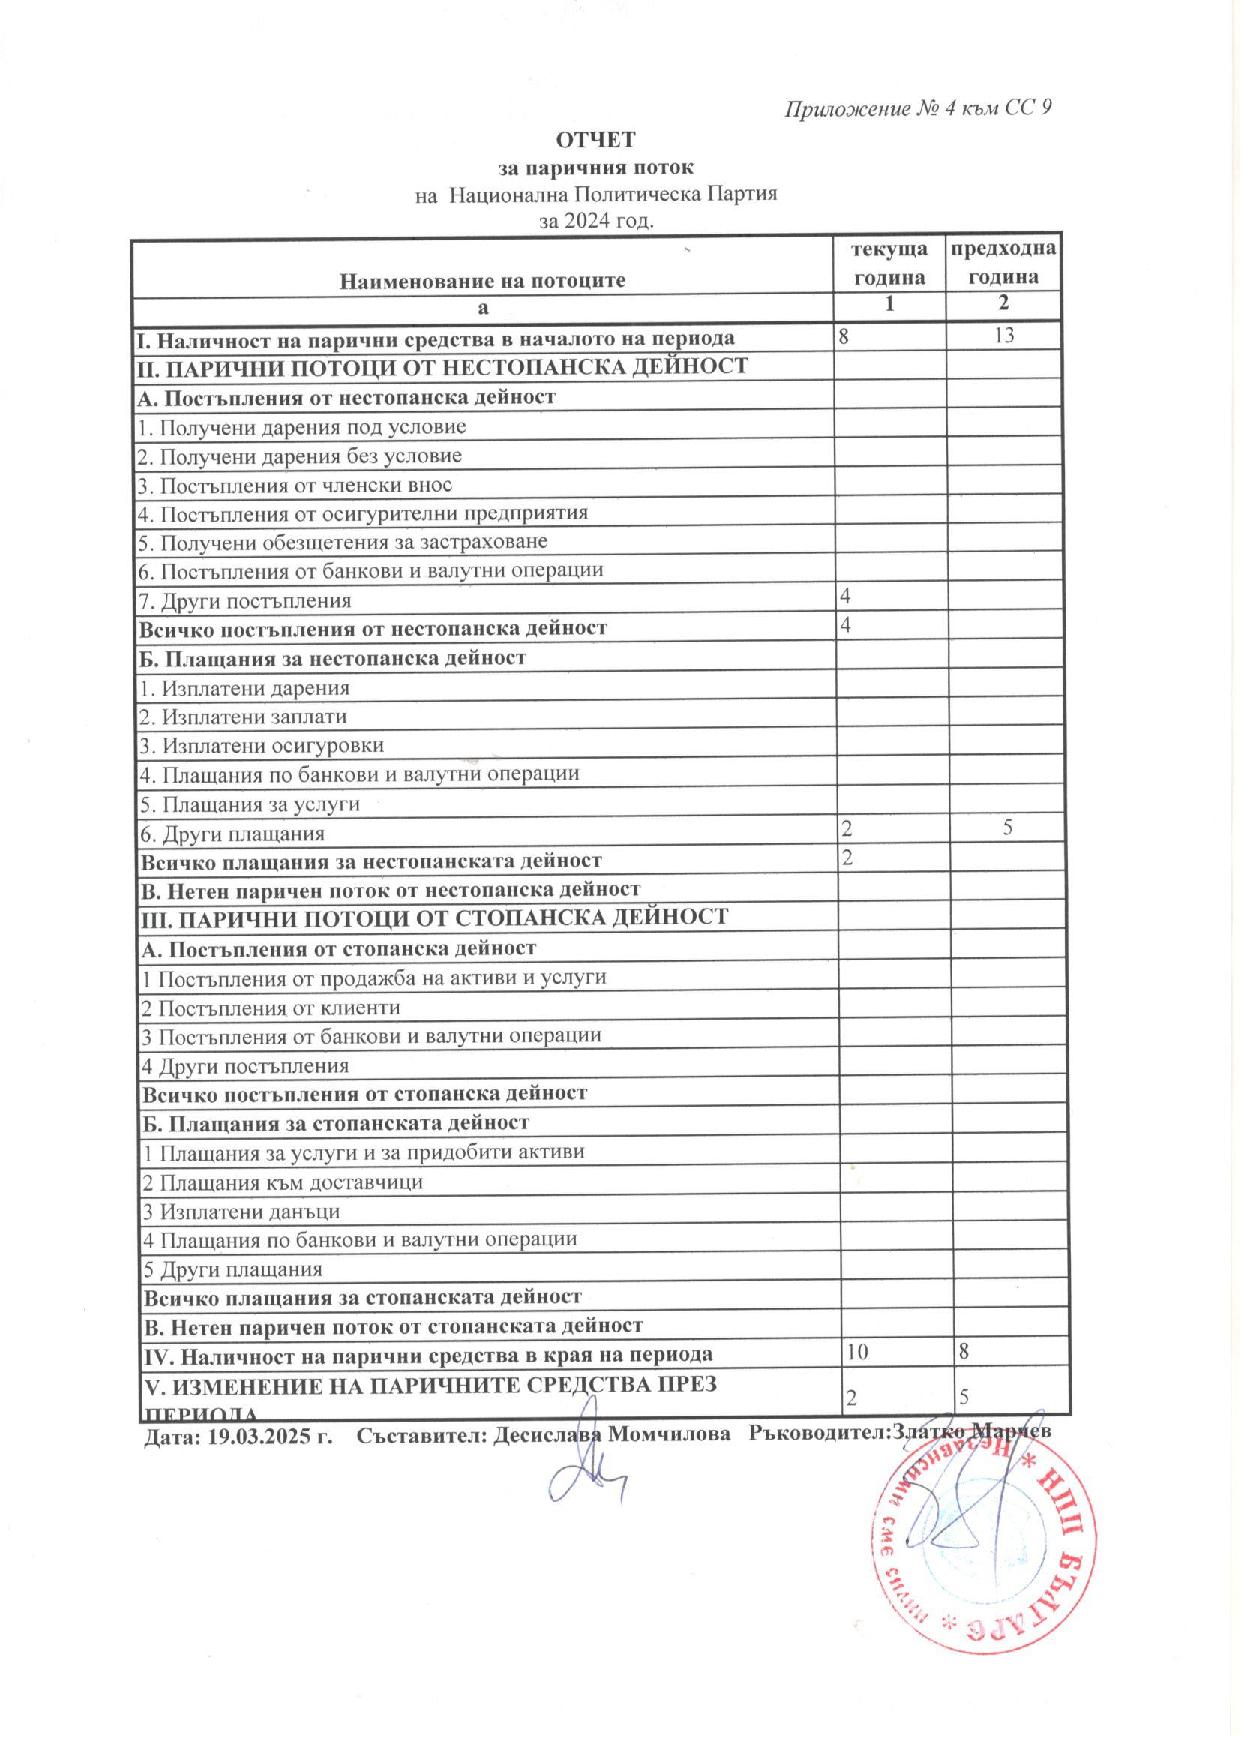 Приложение № 4 към СС 9
ОТЧЕТ
за паричния поток
на Национална Политическа Партия
за 2024 год.
Наименование на потоците текуща година предходна година
а 1 2
I. Наличност на парични средства в началото на периода 8 13
II. ПАРИЧНИ ПОТОЦИ ОТ НЕСТОПАНСКА ДЕЙНОСТ
А. Постъпления от нестопанска дейност
1. Получени дарения под условие
2. Получени дарения без условие
3. Постъпления от членски внос
4. Постъпления от осигурителни предприятия
5. Получени обезщетения за застраховане
6. Постъпления от банкови и валутни операции
7. Други постъпления 4
Всичко постъпления от нестопанска дейност 4
Б. Плащания за нестопанска дейност
1. Изплатени дарения
2. Изплатени заплати
3. Изплатени осигуровки
4. Плащания по банкови и валутни операции
5. Плащания за услуги
6. Други плащания 2 5
Всичко плащания за нестопанската дейност 2
В. Нетен паричен поток от нестопанска дейност
III. ПАРИЧНИ ПОТОЦИ ОТ СТОПАНСКА ДЕЙНОСТ
А. Постъпления от стопанска дейност
1 Постъпления от продажба на активи и услуги
2 Постъпления от клиенти
3 Постъпления от банкови и валутни операции
4 Други постъпления
Всичко постъпления от стопанска дейност
Б. Плащания за стопанската дейност
1 Плащания за услуги и за придобити активи
2 Плащания към доставчици
3 Изплатени данъци
4 Плащания по банкови и валутни операции
5 Други плащания
Всичко плащания за стопанската дейност
В. Нетен паричен поток от стопанската дейност
IV. Наличност на парични средства в края на периода 10 8
V. ИЗМЕНЕНИЕ НА ПАРИЧНИТЕ СРЕДСТВА ПРЕЗ 2 5
ПЕРИОДА
Дата: 19.03.2025 г. Съставител: Десислава Момчилова Ръководител:Златко Марчев
* НПП БЪЛГАРЕ *